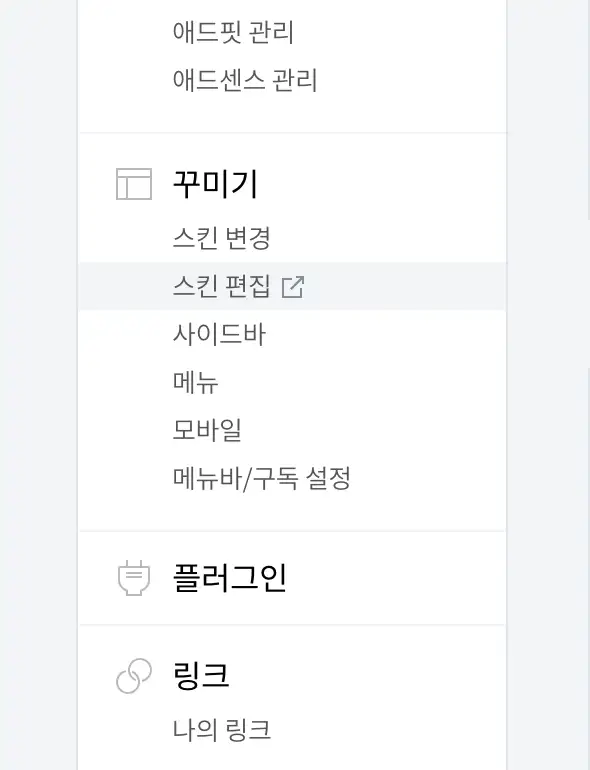 애드핏 관리
애드센스 관리
꾸미기
스킨 변경
스킨 편집
사이드바
메뉴
모바일
메뉴바/구독 설정
플러그인
링크
나의 링크